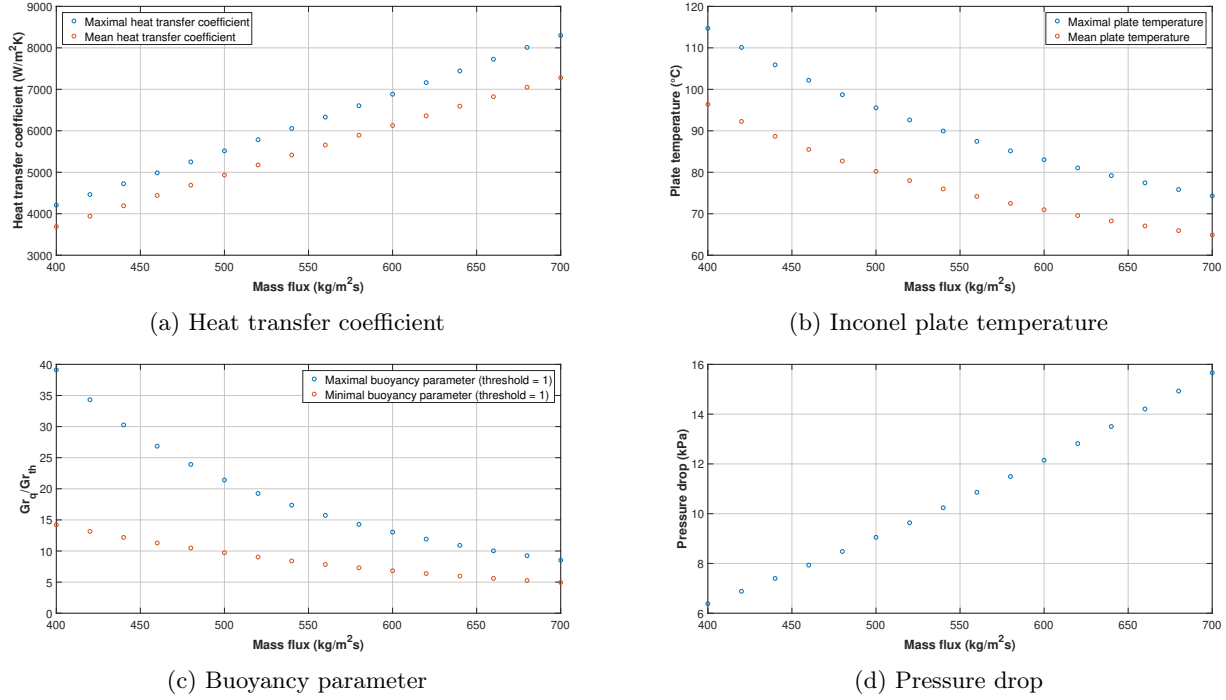 9000
8000
7000
6000
5000
4000
3000
Heat transfer coefficient (W/m²K)
Maximal heat transfer coefficient
Mean heat transfer coefficient
400 450 500 550 600 650 700
Mass flux (kg/m²s)
(a) Heat transfer coefficient
120
110
100
90
80
70
60
Plate temperature (°C)
Maximal plate temperature
Mean plate temperature
400 450 500 550 600 650 700
Mass flux (kg/m²s)
(b) Inconel plate temperature
40
35
30
25
20
15
10
5
0
Gr_q/Gr_th
Maximal buoyancy parameter (threshold = 1)
Minimal buoyancy parameter (threshold = 1)
400 450 500 550 600 650 700
Mass flux (kg/m²s)
(c) Buoyancy parameter
16
14
12
10
8
6
Pressure drop (kPa)
400 450 500 550 600 650 700
Mass flux (kg/m²s)
(d) Pressure drop